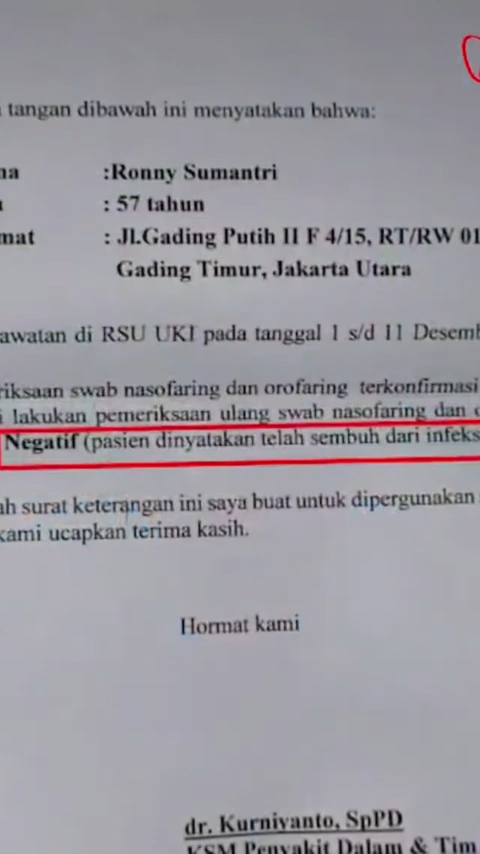 tangan dibawah ini menyatakan bahwa:
:Ronny Sumantri
: 57 tahun
mat : Jl.Gading Putih II F 4/15, RT/RW 01
Gading Timur, Jakarta Utara
awatan di RSU UKI pada tanggal 1 s/d 11 Desemb
riksaan swab nasofaring dan orofaring terkonfirmasi
lakukan pemeriksaan ulang swab nasofaring dan
Negatif (pasien dinyatakan telah sembuh dari infeks
ah surat keterangan ini saya buat untuk dipergunakan
kami ucapkan terima kasih.
Hormat kami
dr. Kurniyanto, SpPD
KSM Penyakit Dalam & Tim